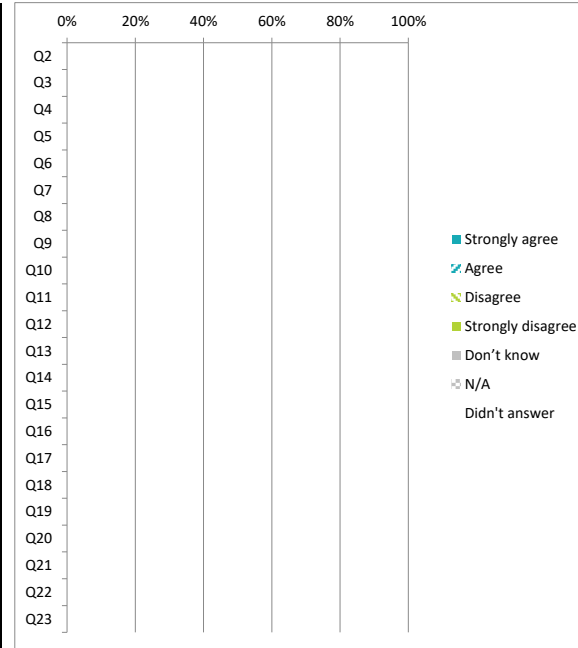 0% 20% 40% 60% 80% 100%
Q2
Q3
Q4
Q5
Q6
Q7
Q8
Q9
Q10
Q11
Q12
Q13
Q14
Q15
Q16
Q17
Q18
Q19
Q20
Q21
Q22
Q23
Strongly agree
Agree
Disagree
Strongly disagree
Don’t know
N/A
Didn't answer